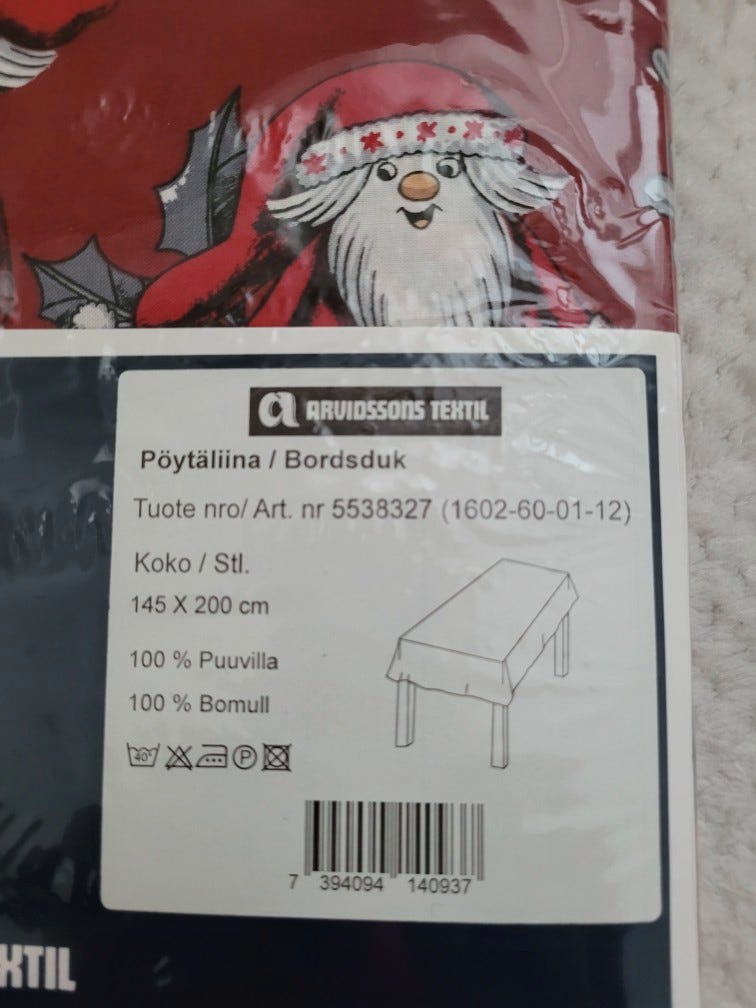 a ARVIDSSONS TEXTIL
Pöytäliina / Bordsduk
Tuote nro/ Art. nr 5538327 (1602-60-01-12)
Koko / Stl.
145 X 200 cm
100 % Puuvilla
100 % Bomull
40° P
7 394094 140937
EXTIL